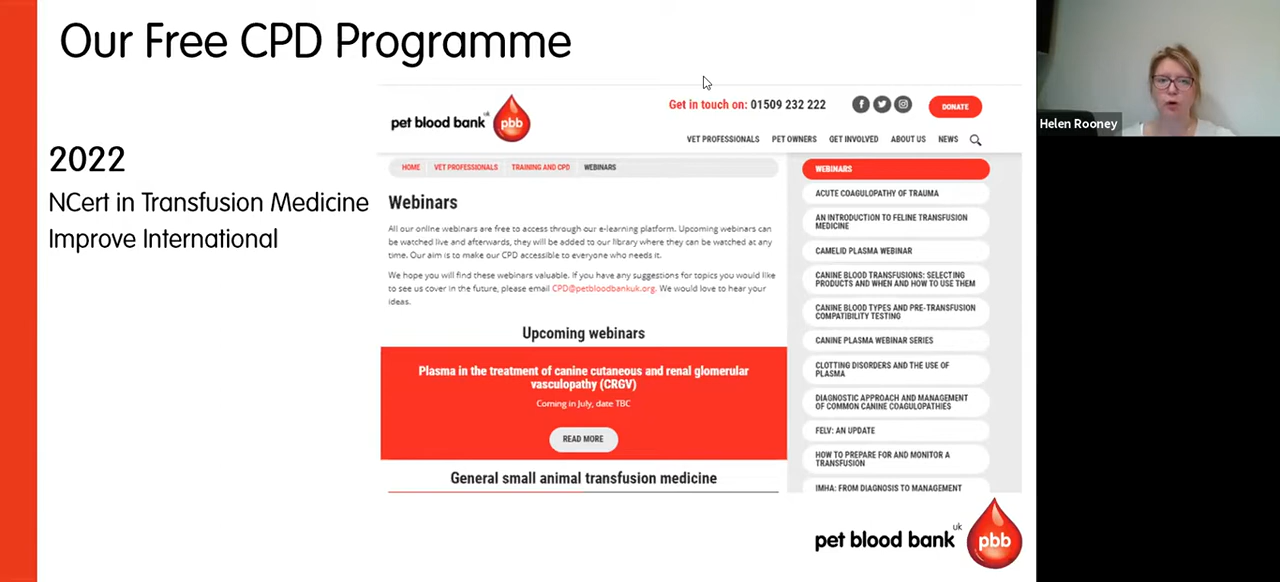 Our Free CPD Programme
2022
NCert in Transfusion Medicine
Improve International
pet blood bank uk
pbb
Get in touch on: 01509 232 222
DONATE
VET PROFESSIONALS
PET OWNERS
GET INVOLVED
ABOUT US
NEWS
HOME
VET PROFESSIONALS
TRAINING AND CPD
WEBINARS
Webinars
All our online webinars are free to access through our e-learning platform. Upcoming webinars can
be watched live and afterwards, they will be added to our library where they can be watched at any
time. Our aim is to make our CPD accessible to everyone who needs it.
We hope you will find these webinars valuable. If you have any suggestions for topics you would like
to see us cover in the future, please email CPD@petbloodbankuk.org. We would love to hear your
ideas.
Upcoming webinars
Plasma in the treatment of canine cutaneous and renal glomerular
vasculopathy (CRGV)
Coming in July, date TBC
READ MORE
General small animal transfusion medicine
WEBINARS
ACUTE COAGULOPATHY OF TRAUMA
AN INTRODUCTION TO FELINE TRANSFUSION
MEDICINE
CAMELID PLASMA WEBINAR
CANINE BLOOD TRANSFUSIONS: SELECTING
PRODUCTS AND WHEN AND HOW TO USE THEM
CANINE BLOOD TYPES AND PRE-TRANSFUSION
COMPATIBILITY TESTING
CANINE PLASMA WEBINAR SERIES
CLOTTING DISORDERS AND THE USE OF
PLASMA
DIAGNOSTIC APPROACH AND MANAGEMENT
OF COMMON CANINE COAGULOPATHIES
FELV: AN UPDATE
HOW TO PREPARE FOR AND MONITOR A
TRANSFUSION
IMHA: FROM DIAGNOSIS TO MANAGEMENT
pet blood bank uk
pbb
Helen Rooney